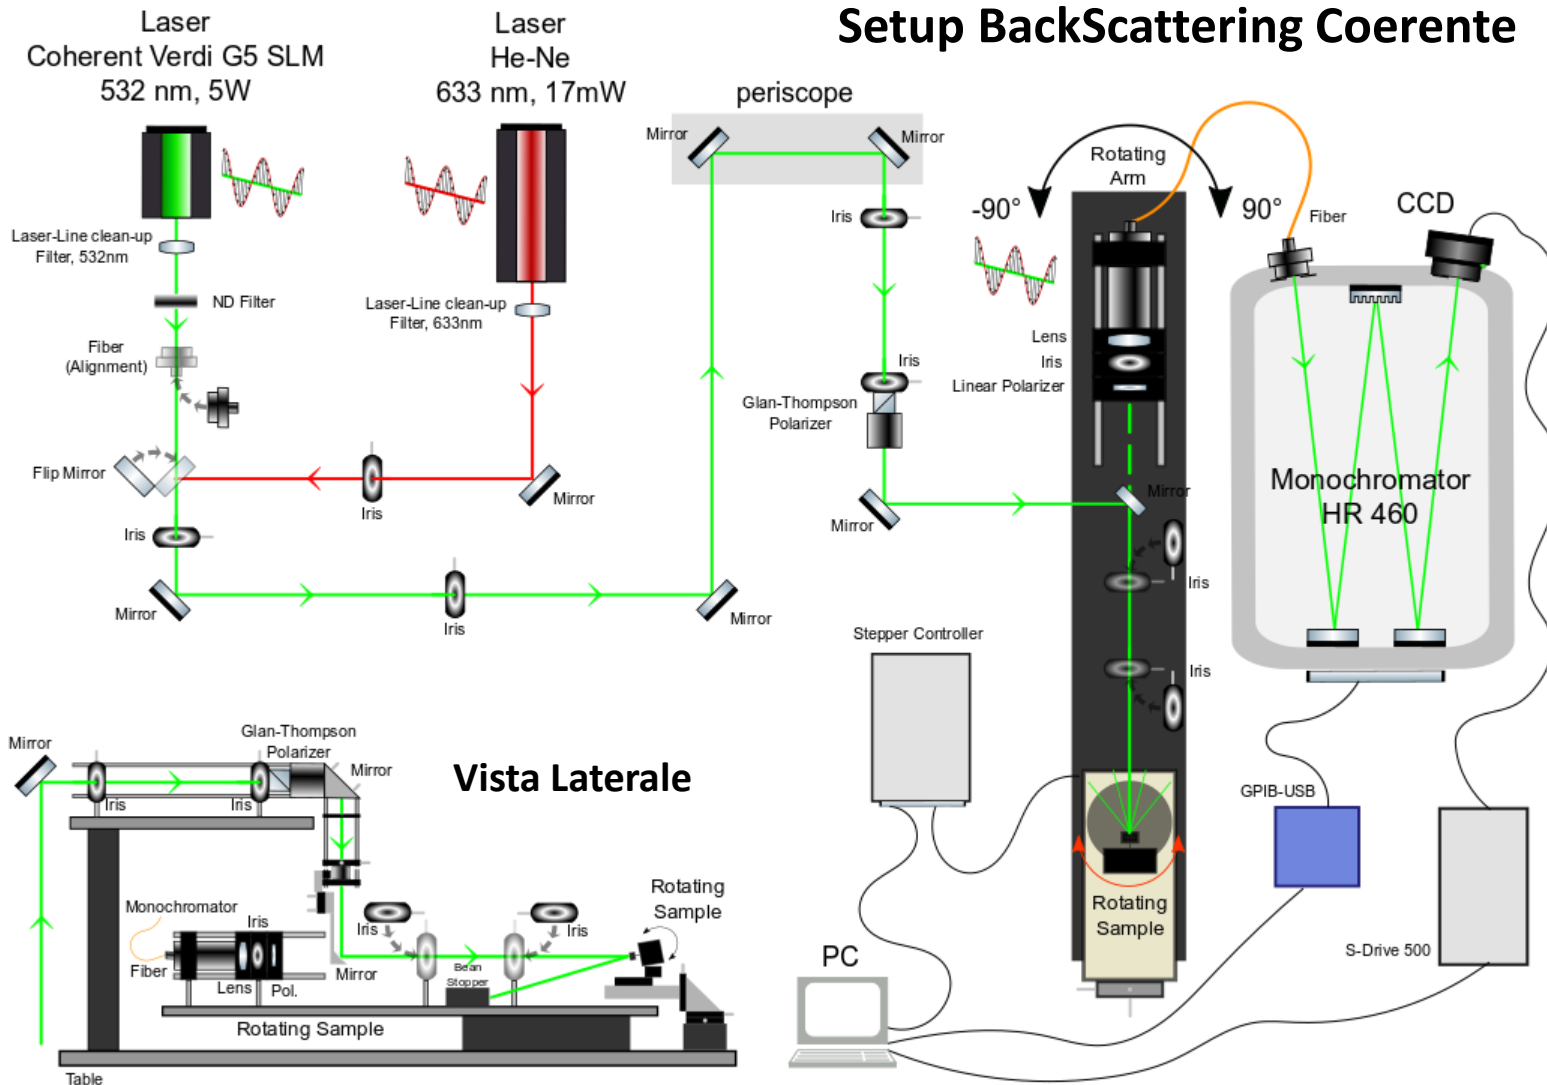 Setup BackScattering Coerente
Laser
Coherent Verdi G5 SLM
532 nm, 5W
Laser
He-Ne
633 nm, 17mW
periscope
Mirror
Mirror
Laser-Line clean-up
Filter, 532nm
ND Filter
Fiber
(Alignment)
Flip Mirror
Iris
Mirror
Laser-Line clean-up
Filter, 633nm
Iris
Mirror
Iris
Mirror
Iris
Iris
Glan-Thompson
Polarizer
Mirror
Rotating
Arm
-90°
90°
Fiber
CCD
Lens
Iris
Linear Polarizer
Mirror
Iris
Iris
Monochromator
HR 460
Stepper Controller
GPIB-USB
S-Drive 500
Rotating
Sample
PC
Vista Laterale
Mirror
Glan-Thompson
Polarizer
Mirror
Iris
Iris
Monochromator
Iris
Fiber
Lens
Pol.
Mirror
Iris
Iris
Bean
Stopper
Rotating
Sample
Rotating Sample
Table